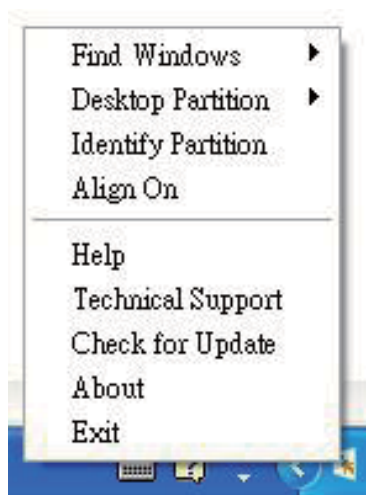 Find Windows
Desktop Partition
Identify Partition
Align On
Help
Technical Support
Check for Update
About
Exit